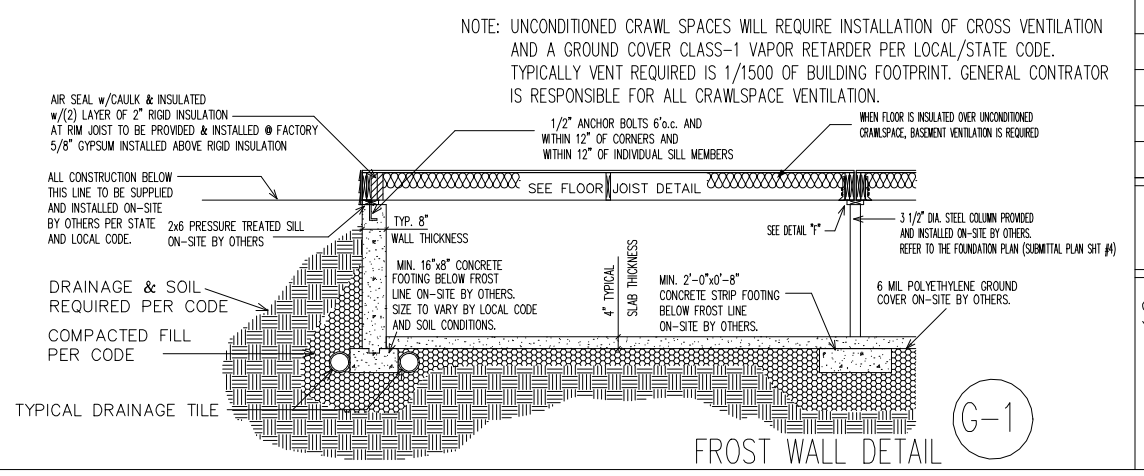 NOTE: UNCONDITIONED CRAWL SPACES WILL REQUIRE INSTALLATION OF CROSS VENTILATION
AND A GROUND COVER CLASS-1 VAPOR RETARDER PER LOCAL/STATE CODE.
TYPICALLY VENT REQUIRED IS 1/1500 OF BUILDING FOOTPRINT. GENERAL CONTRATOR
IS RESPONSIBLE FOR ALL CRAWLSPACE VENTILATION.
AIR SEAL w/CAULK & INSULATED
w/(2) LAYER OF 2" RIGID INSULATION
AT RIM JOIST TO BE PROVIDED & INSTALLED @ FACTORY
5/8" GYPSUM INSTALLED ABOVE RIGID INSULATION
1/2" ANCHOR BOLTS 6'o.c. AND
WITHIN 12" OF CORNERS AND
WITHIN 12" OF INDIVIDUAL SILL MEMBERS
WHEN FLOOR IS INSULATED OVER UNCONDITIONED
CRAWLSPACE, BASEMENT VENTILATION IS REQUIRED
ALL CONSTRUCTION BELOW
THIS LINE TO BE SUPPLIED
AND INSTALLED ON-SITE
BY OTHERS PER STATE
AND LOCAL CODE.
2x6 PRESSURE TREATED SILL
ON-SITE BY OTHERS
SEE FLOOR JOIST DETAIL
TYP. 8"
WALL THICKNESS
SEE DETAIL "F"
3 1/2" DIA. STEEL COLUMN PROVIDED
AND INSTALLED ON-SITE BY OTHERS.
REFER TO THE FOUNDATION PLAN (SUBMITTAL PLAN SHT #4)
MIN. 16"x8" CONCRETE
FOOTING BELOW FROST
LINE ON-SITE BY OTHERS.
SIZE TO VARY BY LOCAL CODE
AND SOIL CONDITIONS.
4" TYPICAL
SLAB THICKNESS
MIN. 2'-0"x0'-8"
CONCRETE STRIP FOOTING
BELOW FROST LINE
ON-SITE BY OTHERS.
6 MIL POLYETHYLENE GROUND
COVER ON-SITE BY OTHERS.
DRAINAGE & SOIL
REQUIRED PER CODE
COMPACTED FILL
PER CODE
TYPICAL DRAINAGE TILE
FROST WALL DETAIL
G-1